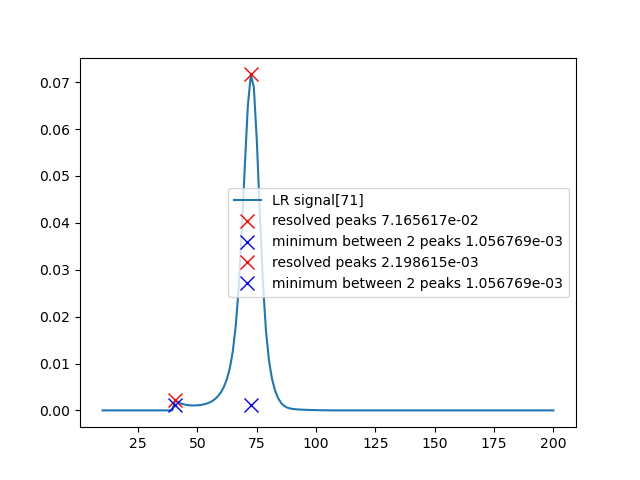 0.07
0.06
0.05
0.04
0.03
0.02
0.01
0.00
LR signal[71]
resolved peaks 7.165617e-02
minimum between 2 peaks 1.056769e-03
resolved peaks 2.198615e-03
minimum between 2 peaks 1.056769e-03
25 50 75 100 125 150 175 200